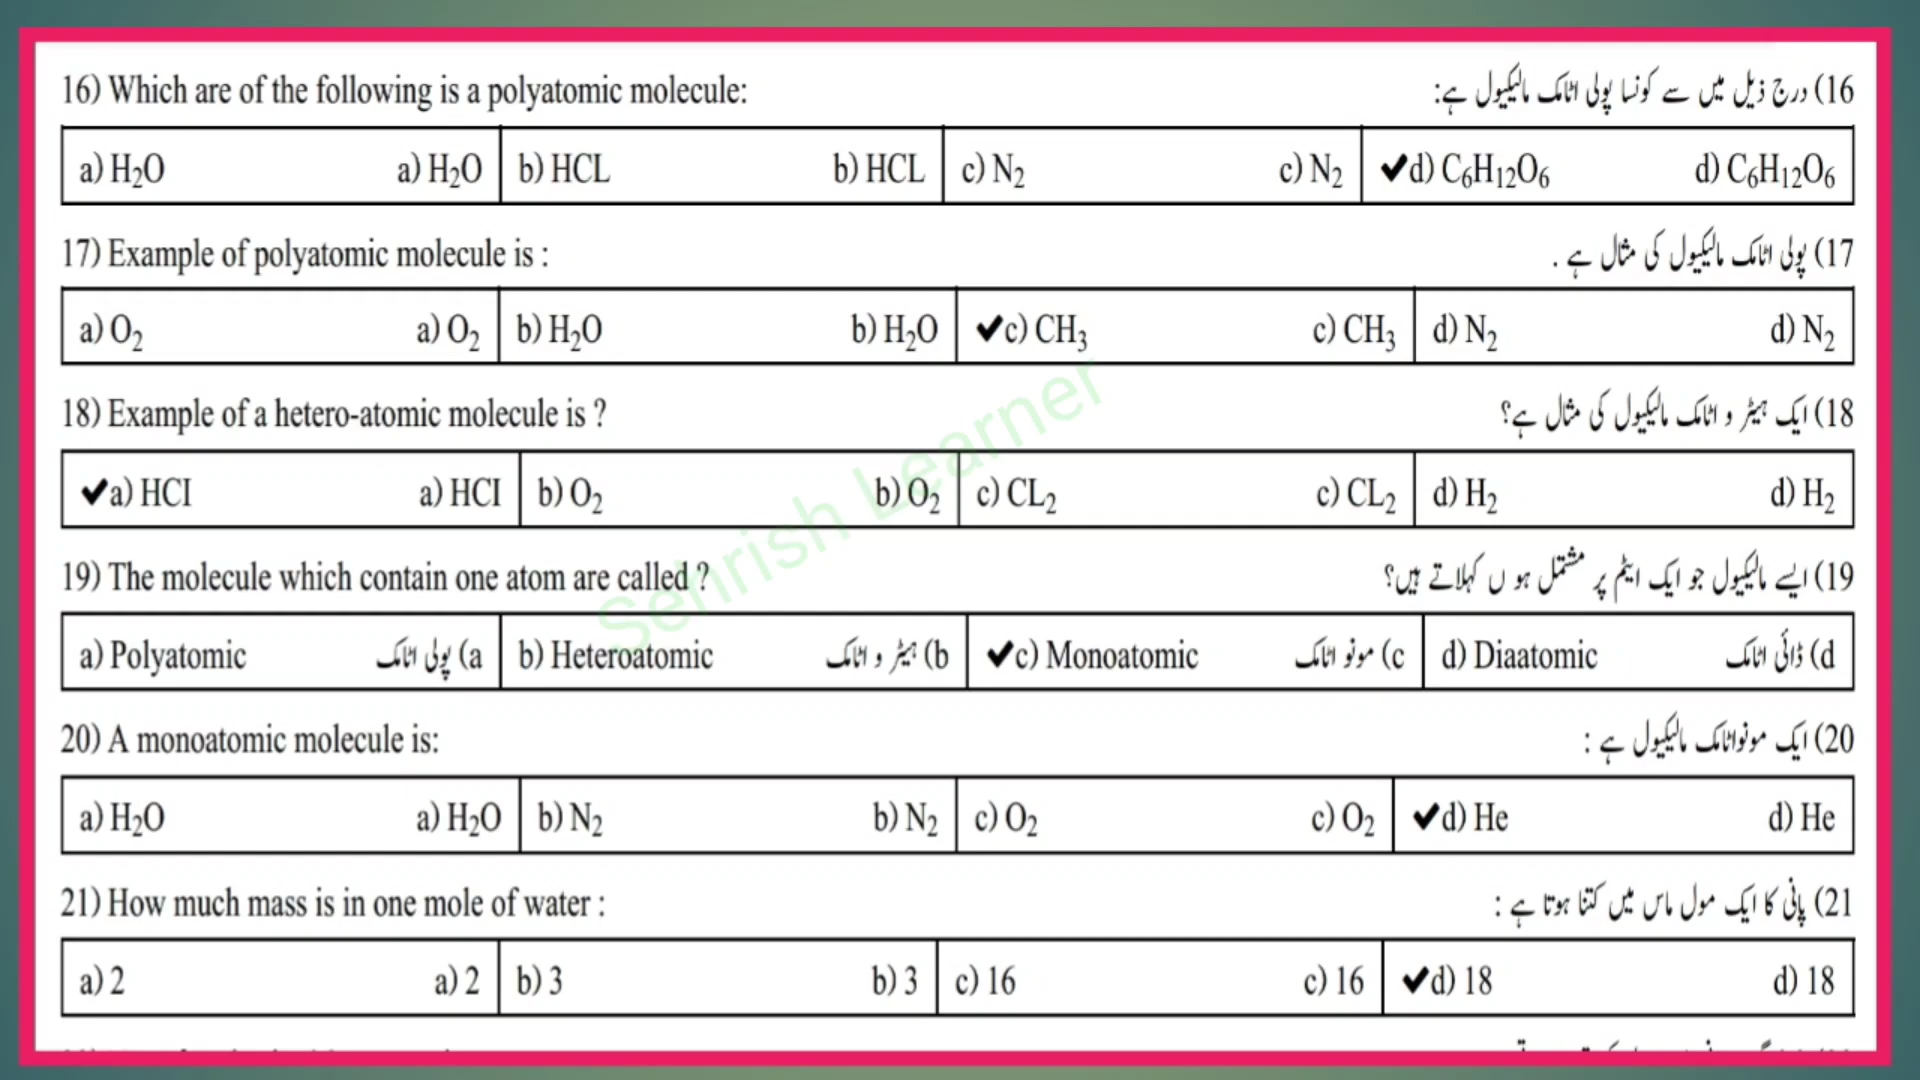 16) Which are of the following is a polyatomic molecule: 16) درج ذیل میں سے کونسا پولی اٹامک مالیکیول ہے:
a) H₂O a) H₂O b) HCL b) HCL c) N₂ c) N₂ ✔d) C₆H₁₂O₆ d) C₆H₁₂O₆
17) Example of polyatomic molecule is : 17) پولی اٹامک مالیکیول کی مثال ہے .
a) O₂ a) O₂ b) H₂O b) H₂O ✔c) CH₃ c) CH₃ d) N₂ d) N₂
18) Example of a hetero-atomic molecule is ? 18) ایک ہیٹر و اٹامک مالیکیول کی مثال ہے؟
✔a) HCI a) HCI b) O₂ b) O₂ c) CL₂ c) CL₂ d) H₂ d) H₂
19) The molecule which contain one atom are called ? 19) ایسے مالیکیول جو ایک ایٹم پر مشتمل ہو ں کہلاتے ہیں؟
a) Polyatomic a) پولی اٹامک b) Heteroatomic b) ہیٹر و اٹامک ✔c) Monoatomic c) مونو اٹامک d) Diaatomic d) ڈائی اٹامک
20) A monoatomic molecule is: 20) ایک مونواٹامک مالیکیول ہے :
a) H₂O a) H₂O b) N₂ b) N₂ c) O₂ c) O₂ ✔d) He d) He
21) How much mass is in one mole of water : 21) پانی کا ایک مول ماس میں کتنا ہوتا ہے :
a) 2 a) 2 b) 3 b) 3 c) 16 c) 16 ✔d) 18 d) 18
Sehrish Learner